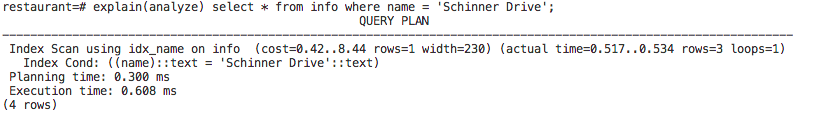 restaurant=# explain(analyze) select * from info where name = 'Schinner Drive';
QUERY PLAN
------------------------------------------------------------------------------------------------------------------
Index Scan using idx_name on info  (cost=0.42..8.44 rows=1 width=230) (actual time=0.517..0.534 rows=3 loops=1)
Index Cond: ((name)::text = 'Schinner Drive'::text)
Planning time: 0.300 ms
Execution time: 0.608 ms
(4 rows)